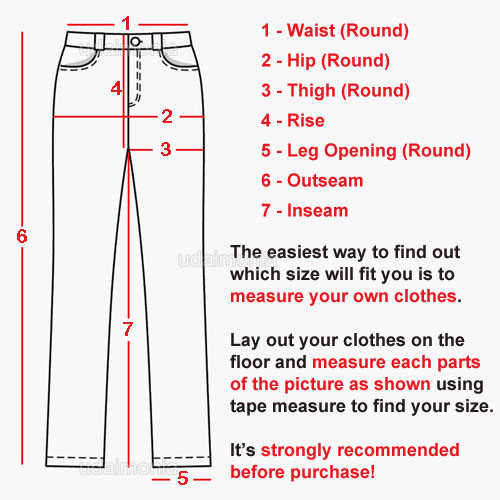 1
udaimonia
4
2
3
6
udaimonia
7
udaimonia
5
1 - Waist (Round)
2 - Hip (Round)
3 - Thigh (Round)
4 - Rise
5 - Leg Opening (Round)
6 - Outseam
7 - Inseam
The easiest way to find out
which size will fit you is to
measure your own clothes.
Lay out your clothes on the
floor and measure each parts
of the picture as shown using
tape measure to find your size.
It's strongly recommended
before purchase!